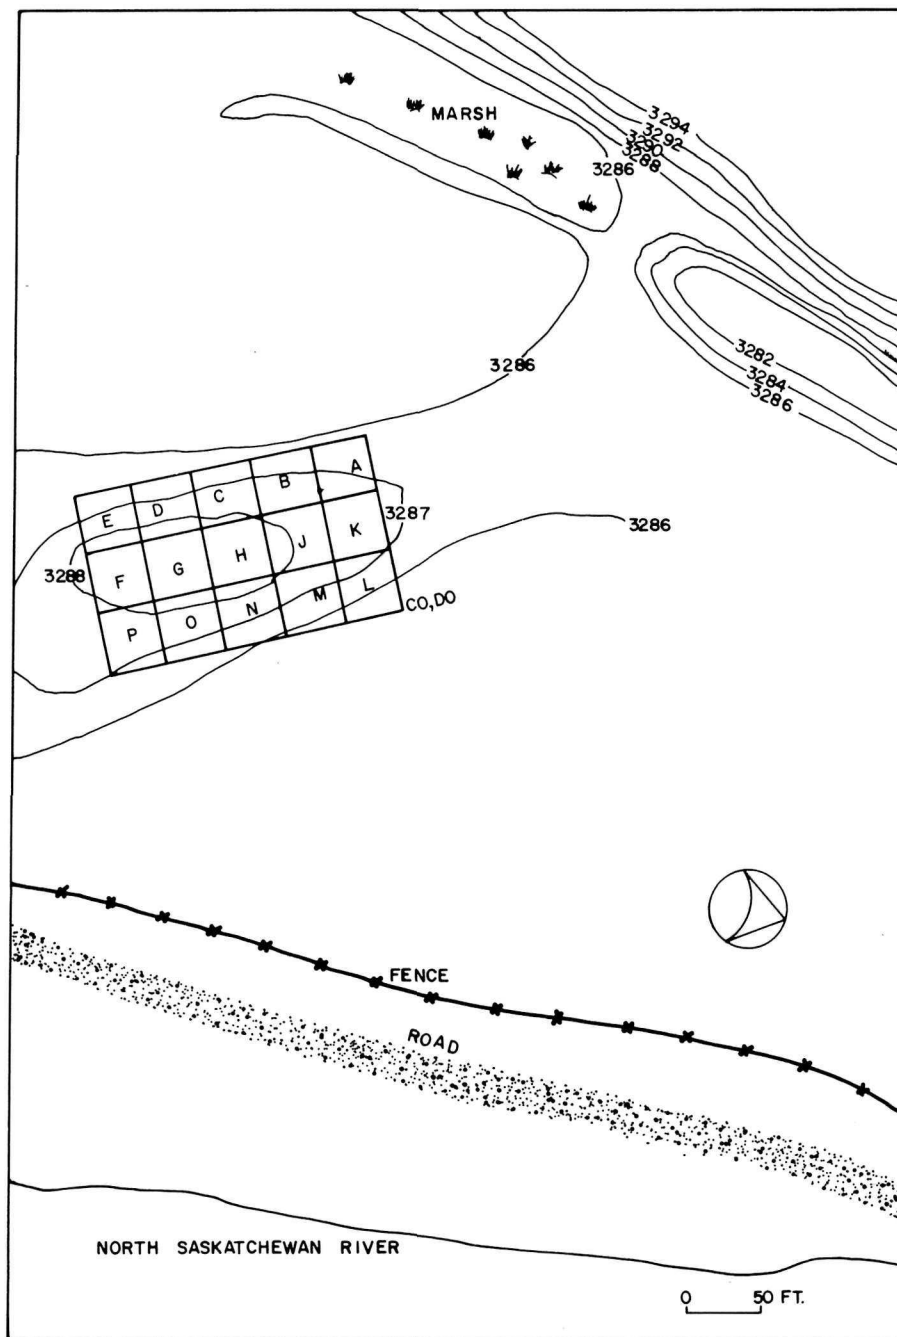 MARSH
3294
3292
3290
3288
3286
3286
3282
3284
3286
A
B
C
D
E
3287
3286
K
J
H
G
F
3288
L
M
N
O
P
CO,DO
FENCE
ROAD
NORTH SASKATCHEWAN RIVER
0 50 FT.